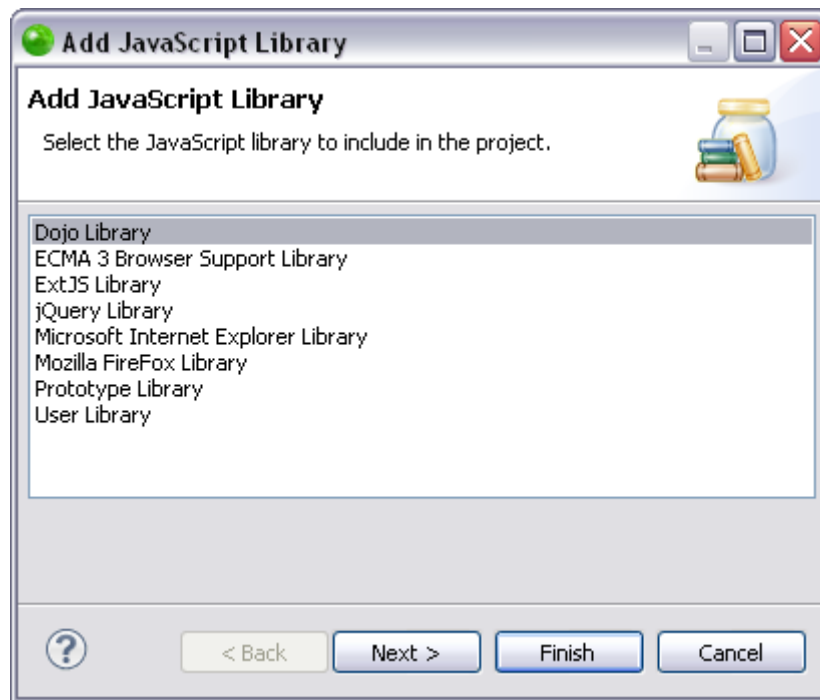 Add JavaScript Library
Add JavaScript Library
Select the JavaScript library to include in the project.
Dojo Library
ECMA 3 Browser Support Library
ExtJS Library
jQuery Library
Microsoft Internet Explorer Library
Mozilla FireFox Library
Prototype Library
User Library
? < Back Next > Finish Cancel